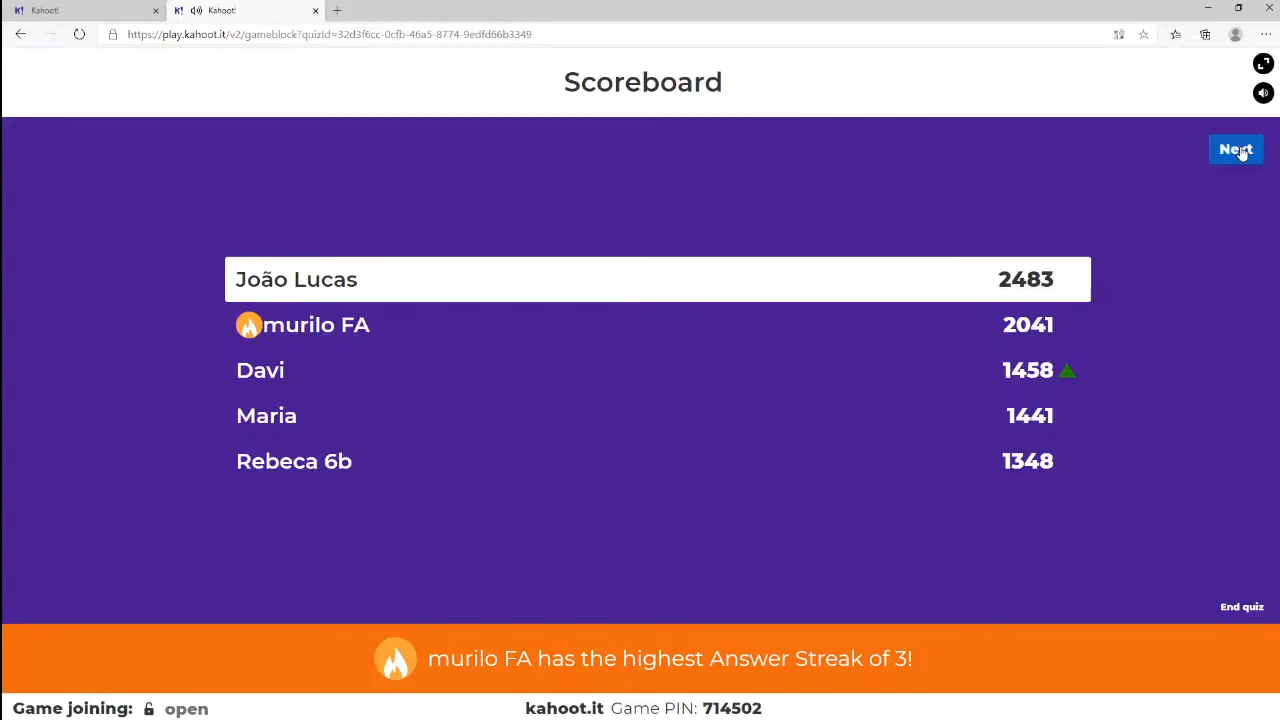 Kahoot!
Kahoot!
https://play.kahoot.it/v2/gameblock?quizId=32d3f6cc-0cfb-46a5-8774-9edfd66b3349
Scoreboard
Next
João Lucas 2483
murilo FA 2041
Davi 1458
Maria 1441
Rebeca 6b 1348
End quiz
murilo FA has the highest Answer Streak of 3!
Game joining: open
kahoot.it Game PIN: 714502